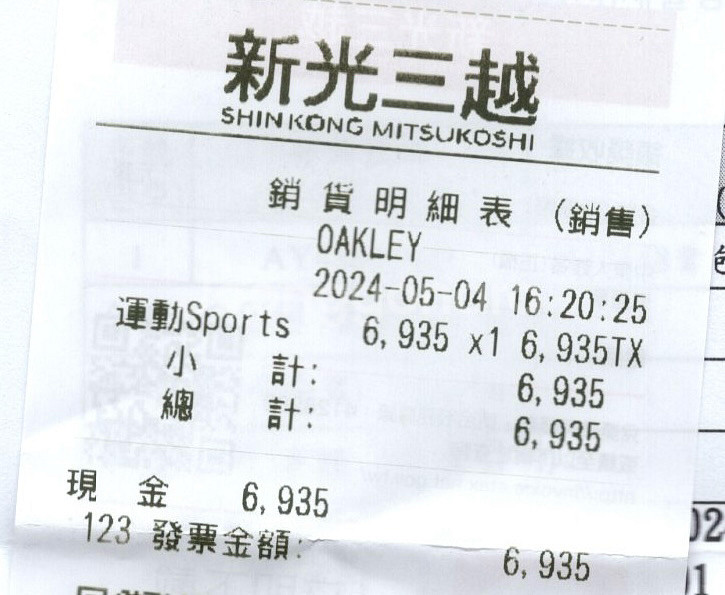 新光三越
SHIN KONG MITSUKOSHI
銷貨明細表（銷售）
OAKLEY
2024-05-04 16:20:25
運動Sports 6,935 x1 6,935TX
小計: 6,935
總計: 6,935
現金 6,935
123 發票金額: 6,935
02